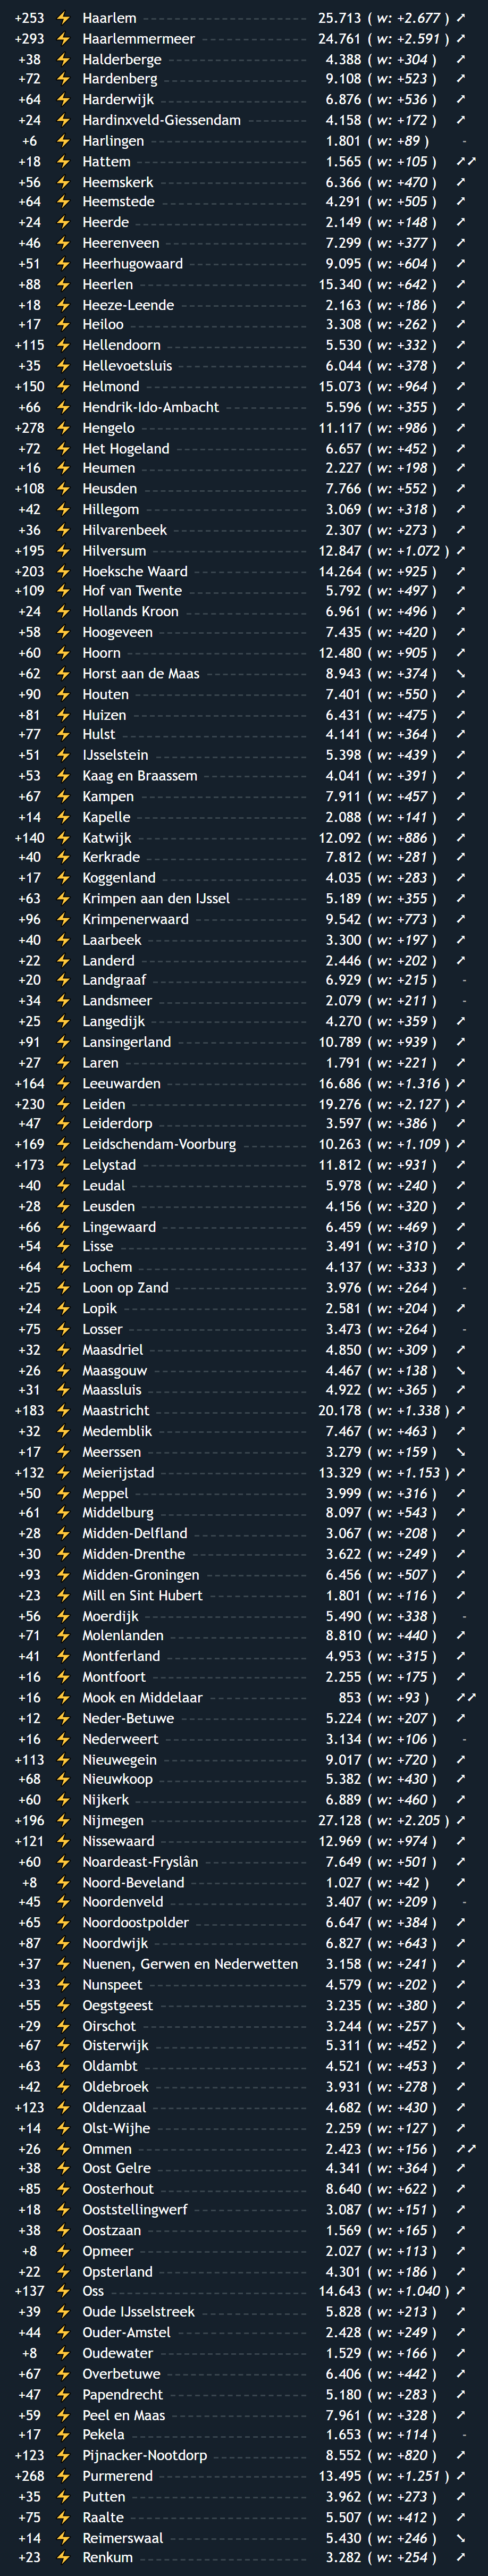 +253 ⚡ Haarlem 25.713 ( w: +2.677 ) ➚
+293 ⚡ Haarlemmermeer 24.761 ( w: +2.591 ) ➚
+38 ⚡ Halderberge 4.388 ( w: +304 ) ➚
+72 ⚡ Hardenberg 9.108 ( w: +523 ) ➚
+64 ⚡ Harderwijk 6.876 ( w: +536 ) ➚
+24 ⚡ Hardinxveld-Giessendam 4.158 ( w: +172 ) ➚
+6 ⚡ Harlingen 1.801 ( w: +89 ) -
+18 ⚡ Hattem 1.565 ( w: +105 ) ➚➚
+56 ⚡ Heemskerk 6.366 ( w: +470 ) ➚
+64 ⚡ Heemstede 4.291 ( w: +505 ) ➚
+24 ⚡ Heerde 2.149 ( w: +148 ) ➚
+46 ⚡ Heerenveen 7.299 ( w: +377 ) ➚
+51 ⚡ Heerhugowaard 9.095 ( w: +604 ) ➚
+88 ⚡ Heerlen 15.340 ( w: +642 ) ➚
+18 ⚡ Heeze-Leende 2.163 ( w: +186 ) ➚
+17 ⚡ Heiloo 3.308 ( w: +262 ) ➚
+115 ⚡ Hellendoorn 5.530 ( w: +332 ) ➚
+35 ⚡ Hellevoetsluis 6.044 ( w: +378 ) ➚
+150 ⚡ Helmond 15.073 ( w: +964 ) ➚
+66 ⚡ Hendrik-Ido-Ambacht 5.596 ( w: +355 ) ➚
+278 ⚡ Hengelo 11.117 ( w: +986 ) ➚
+72 ⚡ Het Hogeland 6.657 ( w: +452 ) ➚
+16 ⚡ Heumen 2.227 ( w: +198 ) ➚
+108 ⚡ Heusden 7.766 ( w: +552 ) ➚
+42 ⚡ Hillegom 3.069 ( w: +318 ) ➚
+36 ⚡ Hilvarenbeek 2.307 ( w: +273 ) ➚
+195 ⚡ Hilversum 12.847 ( w: +1.072 ) ➚
+203 ⚡ Hoeksche Waard 14.264 ( w: +925 ) ➚
+109 ⚡ Hof van Twente 5.792 ( w: +497 ) ➚
+24 ⚡ Hollands Kroon 6.961 ( w: +496 ) ➚
+58 ⚡ Hoogeveen 7.435 ( w: +420 ) ➚
+60 ⚡ Hoorn 12.480 ( w: +905 ) ➚
+62 ⚡ Horst aan de Maas 8.943 ( w: +374 ) ➘
+90 ⚡ Houten 7.401 ( w: +550 ) ➚
+81 ⚡ Huizen 6.431 ( w: +475 ) ➚
+77 ⚡ Hulst 4.141 ( w: +364 ) ➚
+51 ⚡ IJsselstein 5.398 ( w: +439 ) ➚
+53 ⚡ Kaag en Braassem 4.041 ( w: +391 ) ➚
+67 ⚡ Kampen 7.911 ( w: +457 ) ➚
+14 ⚡ Kapelle 2.088 ( w: +141 ) ➚
+140 ⚡ Katwijk 12.092 ( w: +886 ) ➚
+40 ⚡ Kerkrade 7.812 ( w: +281 ) ➚
+17 ⚡ Koggenland 4.035 ( w: +283 ) ➚
+63 ⚡ Krimpen aan den IJssel 5.189 ( w: +355 ) ➚
+96 ⚡ Krimpenerwaard 9.542 ( w: +773 ) ➚
+40 ⚡ Laarbeek 3.300 ( w: +197 ) ➚
+22 ⚡ Landerd 2.446 ( w: +202 ) ➚
+20 ⚡ Landgraaf 6.929 ( w: +215 ) -
+34 ⚡ Landsmeer 2.079 ( w: +211 ) -
+25 ⚡ Langedijk 4.270 ( w: +359 ) ➚
+91 ⚡ Lansingerland 10.789 ( w: +939 ) ➚
+27 ⚡ Laren 1.791 ( w: +221 ) ➚
+164 ⚡ Leeuwarden 16.686 ( w: +1.316 ) ➚
+230 ⚡ Leiden 19.276 ( w: +2.127 ) ➚
+47 ⚡ Leiderdorp 3.597 ( w: +386 ) ➚
+169 ⚡ Leidschendam-Voorburg 10.263 ( w: +1.109 ) ➚
+173 ⚡ Lelystad 11.812 ( w: +931 ) ➚
+40 ⚡ Leudal 5.978 ( w: +240 ) ➚
+28 ⚡ Leusden 4.156 ( w: +320 ) ➚
+66 ⚡ Lingewaard 6.459 ( w: +469 ) ➚
+54 ⚡ Lisse 3.491 ( w: +310 ) ➚
+64 ⚡ Lochem 4.137 ( w: +333 ) ➚
+25 ⚡ Loon op Zand 3.976 ( w: +264 ) -
+24 ⚡ Lopik 2.581 ( w: +204 ) ➚
+75 ⚡ Losser 3.473 ( w: +264 ) -
+32 ⚡ Maasdriel 4.850 ( w: +309 ) ➚
+26 ⚡ Maasgouw 4.467 ( w: +138 ) ➘
+31 ⚡ Maassluis 4.922 ( w: +365 ) ➚
+183 ⚡ Maastricht 20.178 ( w: +1.338 ) ➚
+32 ⚡ Medemblik 7.467 ( w: +463 ) ➚
+17 ⚡ Meerssen 3.279 ( w: +159 ) ➘
+132 ⚡ Meierijstad 13.329 ( w: +1.153 ) ➚
+50 ⚡ Meppel 3.999 ( w: +316 ) ➚
+61 ⚡ Middelburg 8.097 ( w: +543 ) ➚
+28 ⚡ Midden-Delfland 3.067 ( w: +208 ) ➚
+30 ⚡ Midden-Drenthe 3.622 ( w: +249 ) ➚
+93 ⚡ Midden-Groningen 6.456 ( w: +507 ) ➚
+23 ⚡ Mill en Sint Hubert 1.801 ( w: +116 ) ➚
+56 ⚡ Moerdijk 5.490 ( w: +338 ) -
+71 ⚡ Molenlanden 8.810 ( w: +440 ) ➚
+41 ⚡ Montferland 4.953 ( w: +315 ) ➚
+16 ⚡ Montfoort 2.255 ( w: +175 ) ➚
+16 ⚡ Mook en Middelaar 853 ( w: +93 ) ➚➚
+12 ⚡ Neder-Betuwe 5.224 ( w: +207 ) ➚
+16 ⚡ Nederweert 3.134 ( w: +106 ) -
+113 ⚡ Nieuwegein 9.017 ( w: +720 ) ➚
+68 ⚡ Nieuwkoop 5.382 ( w: +430 ) ➚
+60 ⚡ Nijkerk 6.889 ( w: +460 ) ➚
+196 ⚡ Nijmegen 27.128 ( w: +2.205 ) ➚
+121 ⚡ Nissewaard 12.969 ( w: +974 ) ➚
+60 ⚡ Noardeast-Fryslân 7.649 ( w: +501 ) ➚
+8 ⚡ Noord-Beveland 1.027 ( w: +42 ) ➚
+45 ⚡ Noordenveld 3.407 ( w: +209 ) -
+65 ⚡ Noordoostpolder 6.647 ( w: +384 ) ➚
+87 ⚡ Noordwijk 6.827 ( w: +643 ) ➚
+37 ⚡ Nuenen, Gerwen en Nederwetten 3.158 ( w: +241 ) ➚
+33 ⚡ Nunspeet 4.579 ( w: +202 ) ➚
+55 ⚡ Oegstgeest 3.235 ( w: +380 ) ➚
+29 ⚡ Oirschot 3.244 ( w: +257 ) ➘
+67 ⚡ Oisterwijk 5.311 ( w: +452 ) ➚
+63 ⚡ Oldambt 4.521 ( w: +453 ) ➚
+42 ⚡ Oldebroek 3.931 ( w: +278 ) ➚
+123 ⚡ Oldenzaal 4.682 ( w: +430 ) ➚
+14 ⚡ Olst-Wijhe 2.259 ( w: +127 ) ➚
+26 ⚡ Ommen 2.423 ( w: +156 ) ➚➚
+38 ⚡ Oost Gelre 4.341 ( w: +364 ) ➚
+85 ⚡ Oosterhout 8.640 ( w: +622 ) ➚
+18 ⚡ Ooststellingwerf 3.087 ( w: +151 ) ➚
+38 ⚡ Oostzaan 1.569 ( w: +165 ) ➚
+8 ⚡ Opmeer 2.027 ( w: +113 ) ➚
+22 ⚡ Opsterland 4.301 ( w: +186 ) ➚
+137 ⚡ Oss 14.643 ( w: +1.040 ) ➚
+39 ⚡ Oude IJsselstreek 5.828 ( w: +213 ) ➚
+44 ⚡ Ouder-Amstel 2.428 ( w: +249 ) ➚
+8 ⚡ Oudewater 1.529 ( w: +166 ) ➚
+67 ⚡ Overbetuwe 6.406 ( w: +442 ) ➚
+47 ⚡ Papendrecht 5.180 ( w: +283 ) ➚
+59 ⚡ Peel en Maas 7.961 ( w: +328 ) ➚
+17 ⚡ Pekela 1.653 ( w: +114 ) -
+123 ⚡ Pijnacker-Nootdorp 8.552 ( w: +820 ) ➚
+268 ⚡ Purmerend 13.495 ( w: +1.251 ) ➚
+35 ⚡ Putten 3.962 ( w: +273 ) ➚
+75 ⚡ Raalte 5.507 ( w: +412 ) ➚
+14 ⚡ Reimerswaal 5.430 ( w: +246 ) ➘
+23 ⚡ Renkum 3.282 ( w: +254 ) ➚